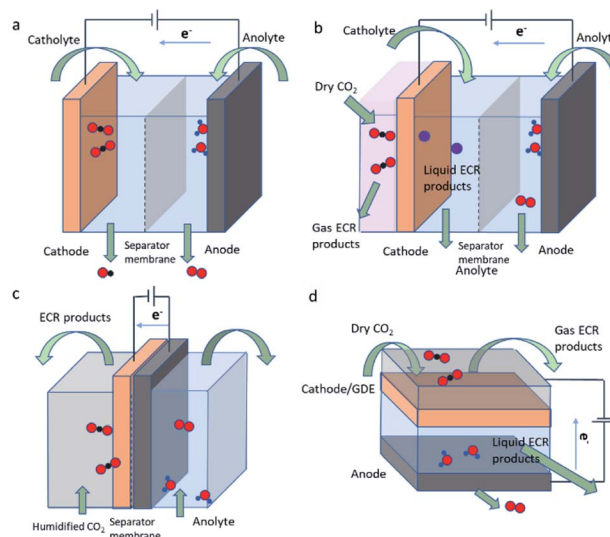 a
e⁻
Catholyte
Anolyte
Cathode
Separator
membrane
Anode
b
Catholyte
e⁻
Anolyte
Dry CO₂
Liquid ECR
products
Gas ECR
products
Cathode
Separator
membrane
Anode
Anolyte
c
ECR products
e⁻
Humidified CO₂
Separator
membrane
Anolyte
d
Dry CO₂
Gas ECR
products
Cathode/GDE
e⁻
Liquid ECR
products
Anode